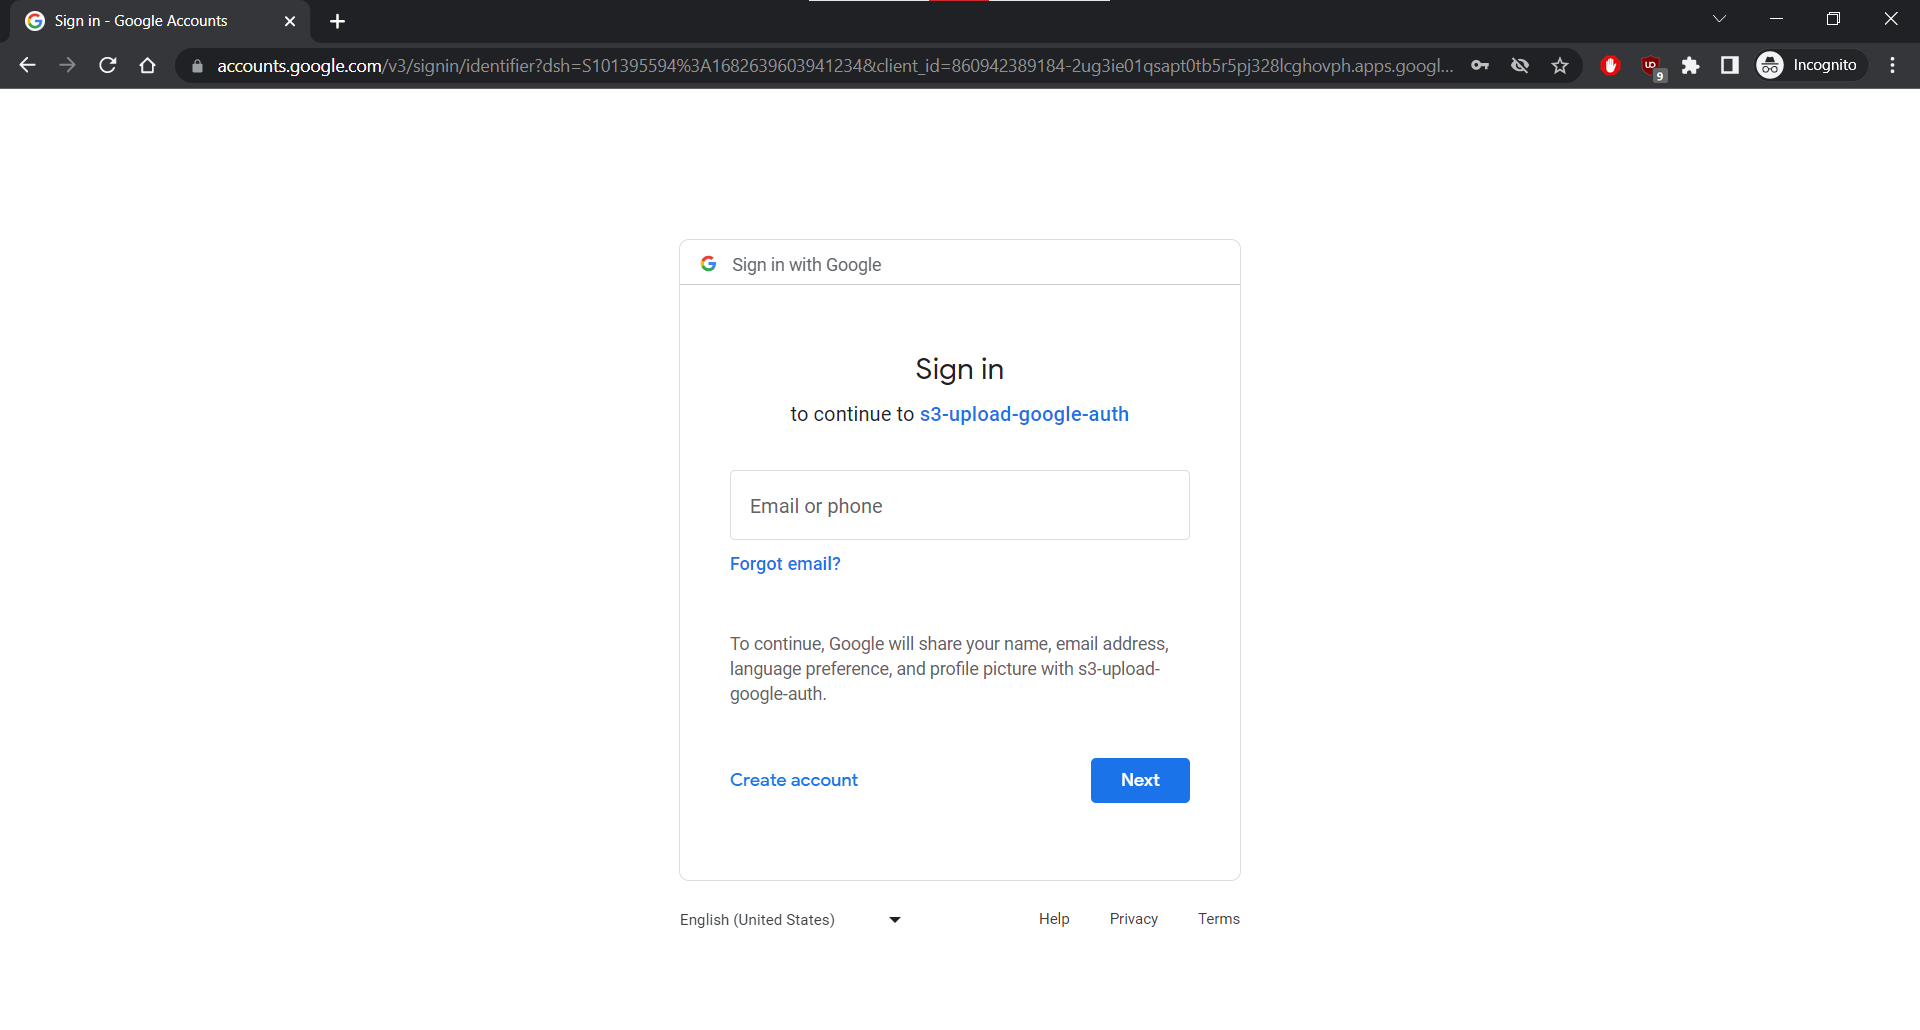 Sign in - Google Accounts
accounts.google.com/v3/signin/identifier?dsh=S101395594%3A1682639603941234&client_id=860942389184-2ug3ie01qsapt0tb5r5pj328lcghovph.apps.googl...
9
Incognito
Sign in with Google
Sign in
to continue to s3-upload-google-auth
Email or phone
Forgot email?
To continue, Google will share your name, email address,
language preference, and profile picture with s3-upload-
google-auth.
Create account
Next
English (United States)
Help
Privacy
Terms